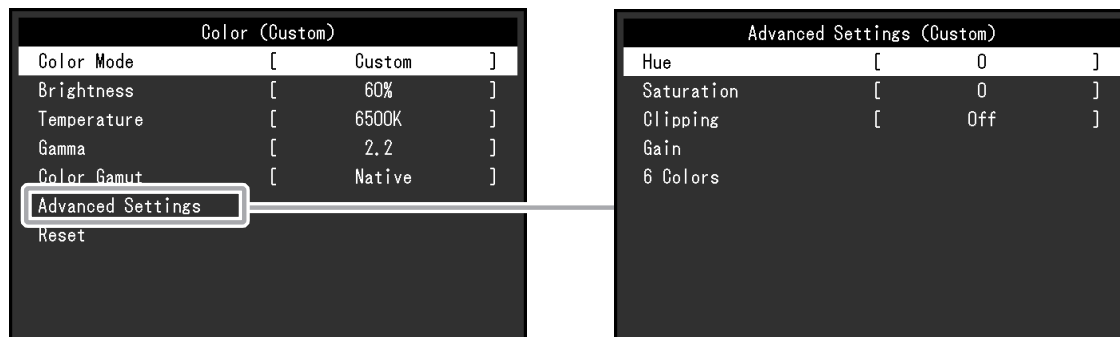 Color (Custom)
Color Mode [ Custom ]
Brightness [ 60% ]
Temperature [ 6500K ]
Gamma [ 2.2 ]
Color Gamut [ Native ]
Advanced Settings
Reset
Advanced Settings (Custom)
Hue [ 0 ]
Saturation [ 0 ]
Clipping [ Off ]
Gain
6 Colors